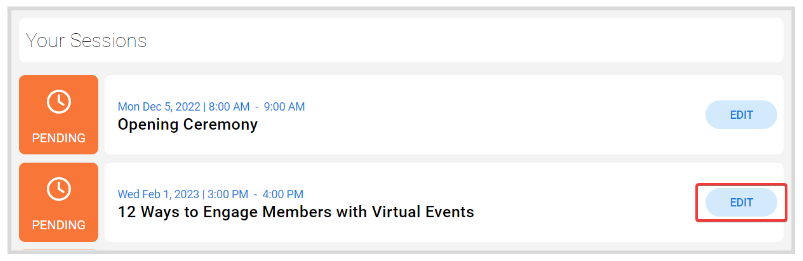 Your Sessions
Mon Dec 5, 2022 | 8:00 AM - 9:00 AM
Opening Ceremony
PENDING
EDIT
Wed Feb 1, 2023 | 3:00 PM - 4:00 PM
12 Ways to Engage Members with Virtual Events
PENDING
EDIT